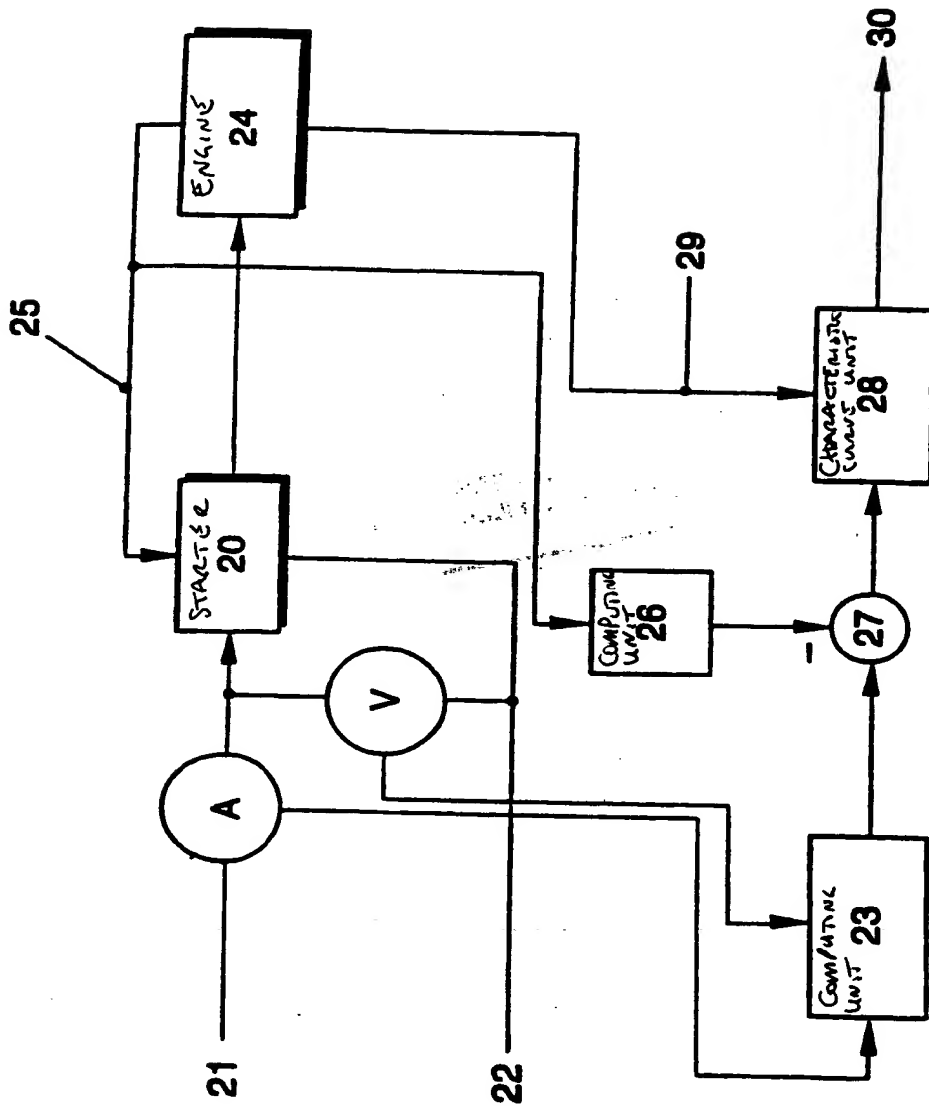 25
ENGINE
24
STARTER
20
A
V
21
22
29
COMPUTING
UNIT
26
-
27
30
CHARACTERISTIC
CURVE UNIT
28
COMPUTING
UNIT
23